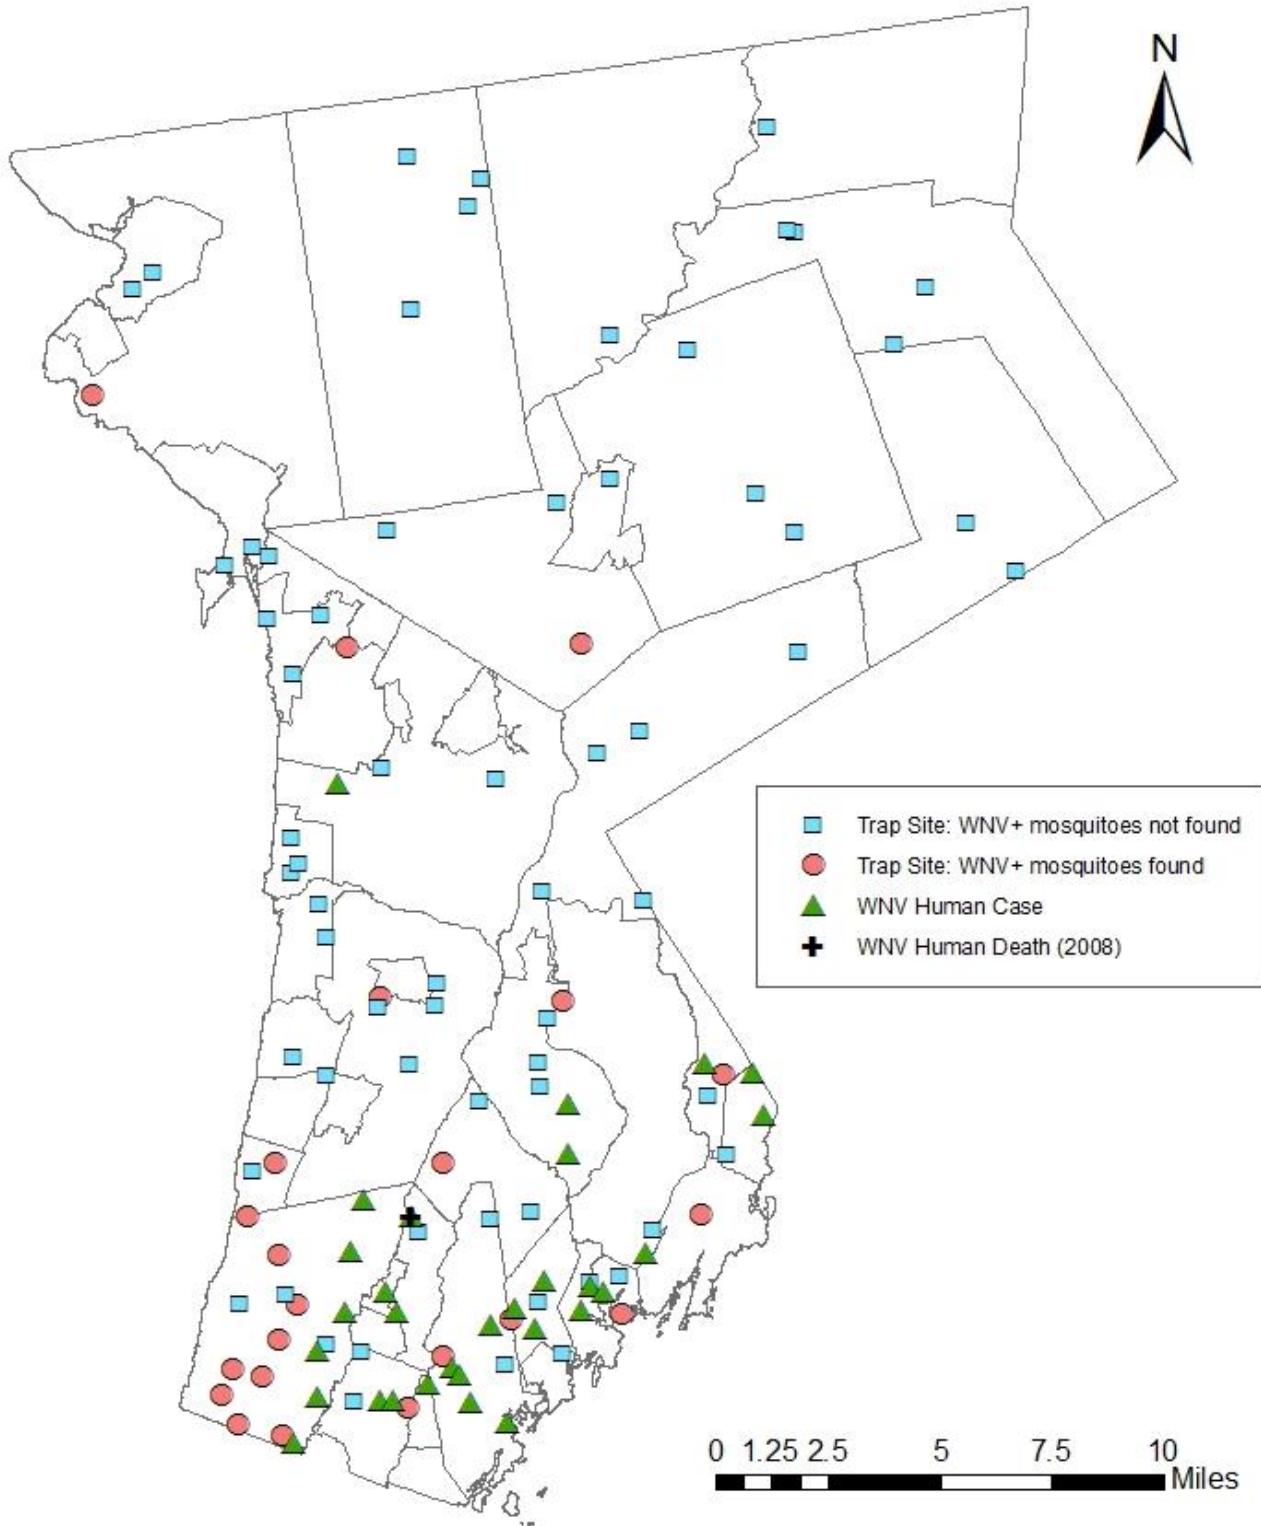 N
Trap Site: WNV+ mosquitoes not found
Trap Site: WNV+ mosquitoes found
WNV Human Case
WNV Human Death (2008)
0 1.25 2.5 5 7.5 10
Miles